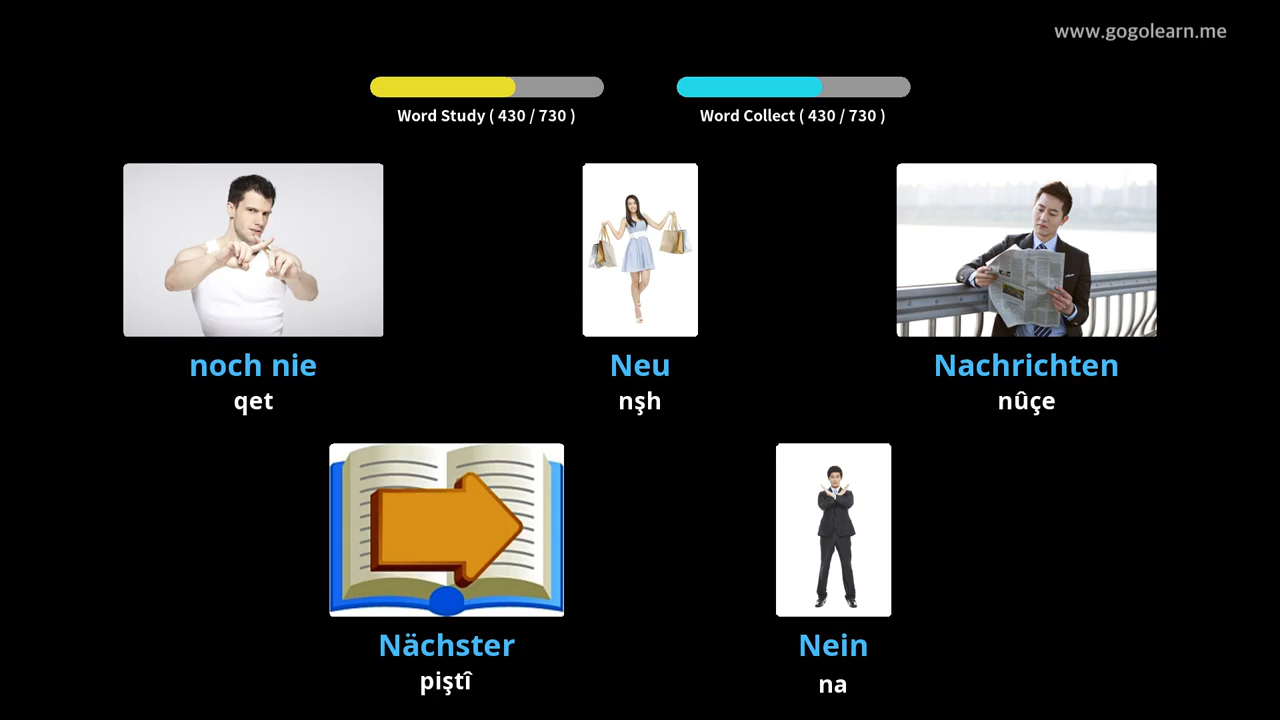 www.gogolearn.me
Word Study ( 430 / 730 )
Word Collect ( 430 / 730 )
noch nie
qet
Neu
nşh
Nachrichten
nûçe
Nächster
piştî
Nein
na